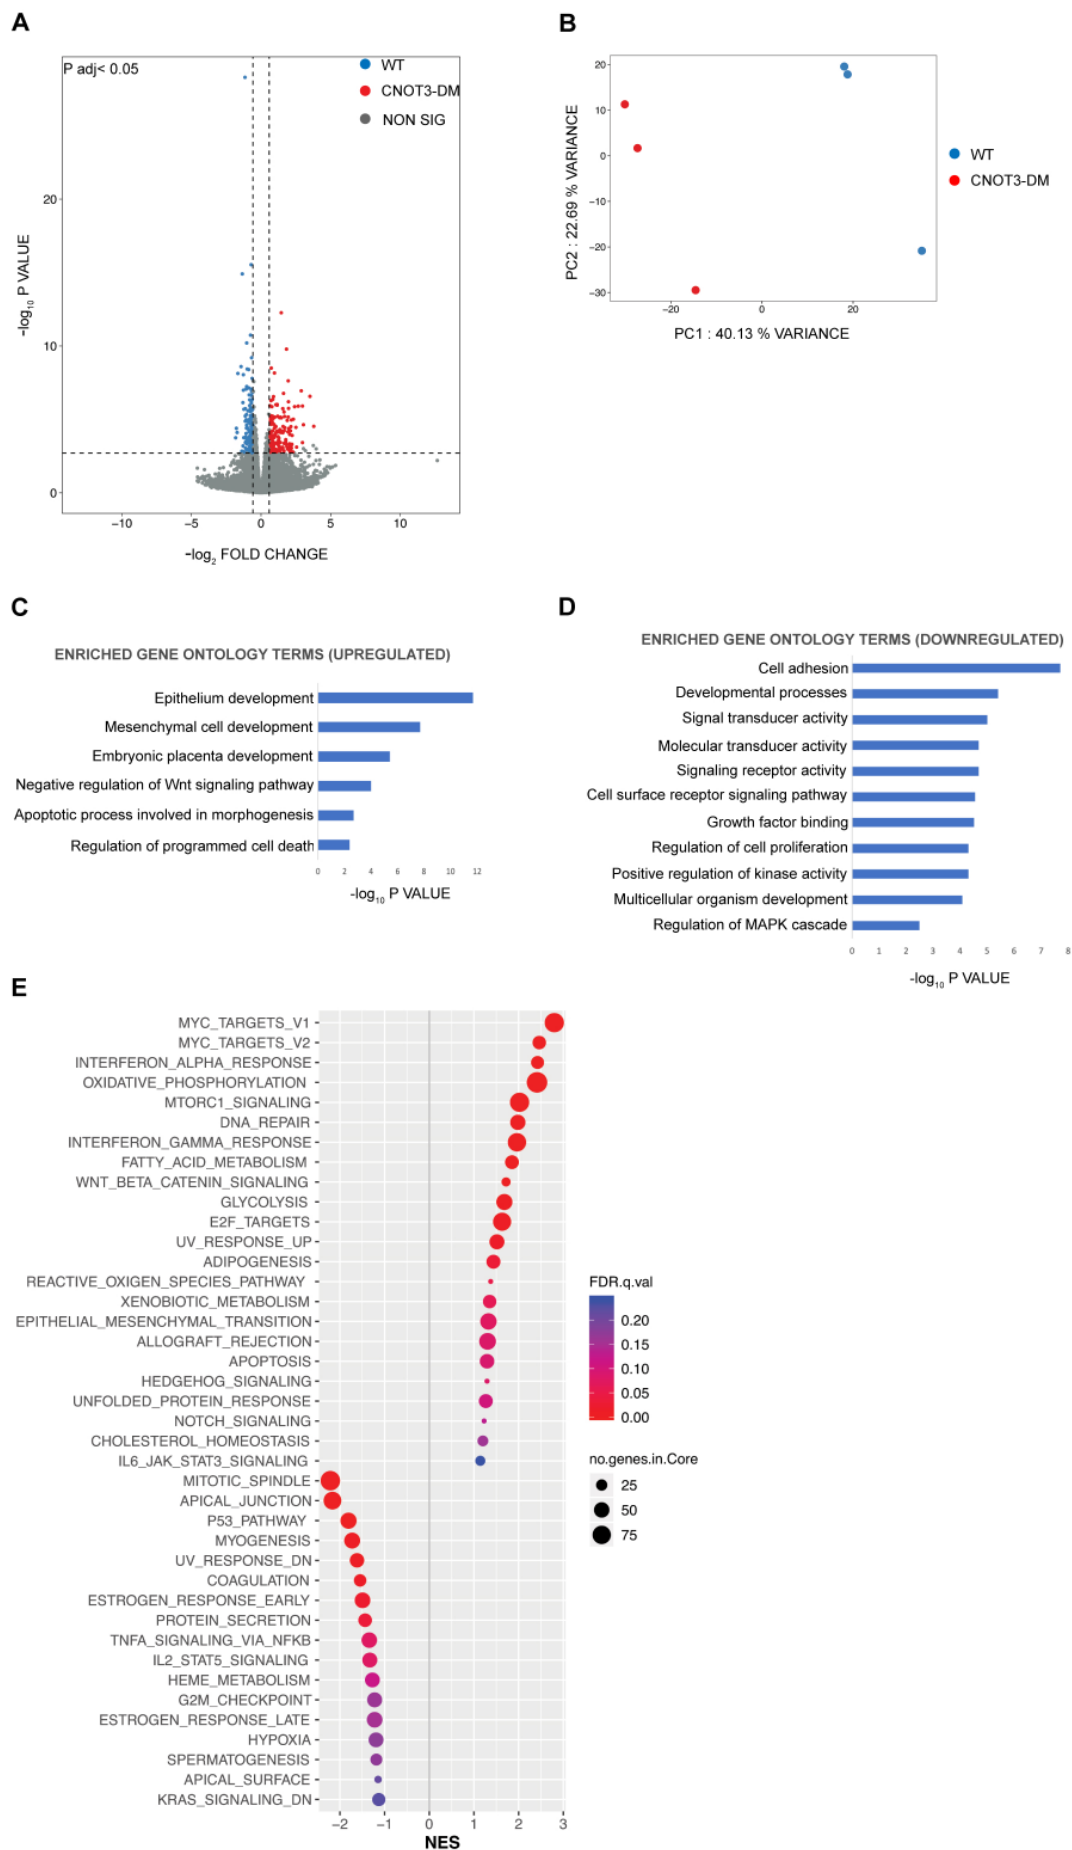 A
P adj< 0.05
WT
CNOT3-DM
NON SIG
20
10
0
-log10 P VALUE
−10
−5
0
5
10
-log2 FOLD CHANGE
B
20
10
0
−10
−20
−30
PC2 : 22.69 % VARIANCE
−20
0
20
PC1 : 40.13 % VARIANCE
WT
CNOT3-DM
C
ENRICHED GENE ONTOLOGY TERMS (UPREGULATED)
Epithelium development
Mesenchymal cell development
Embryonic placenta development
Negative regulation of Wnt signaling pathway
Apoptotic process involved in morphogenesis
Regulation of programmed cell death
0 2 4 6 8 10 12
-log10 P VALUE
D
ENRICHED GENE ONTOLOGY TERMS (DOWNREGULATED)
Cell adhesion
Developmental processes
Signal transducer activity
Molecular transducer activity
Signaling receptor activity
Cell surface receptor signaling pathway
Growth factor binding
Regulation of cell proliferation
Positive regulation of kinase activity
Multicellular organism development
Regulation of MAPK cascade
0 1 2 3 4 5 6 7 8
-log10 P VALUE
E
MYC_TARGETS_V1
MYC_TARGETS_V2
INTERFERON_ALPHA_RESPONSE
OXIDATIVE_PHOSPHORYLATION
MTORC1_SIGNALING
DNA_REPAIR
INTERFERON_GAMMA_RESPONSE
FATTY_ACID_METABOLISM
WNT_BETA_CATENIN_SIGNALING
GLYCOLYSIS
E2F_TARGETS
UV_RESPONSE_UP
ADIPOGENESIS
REACTIVE_OXIGEN_SPECIES_PATHWAY
XENOBIOTIC_METABOLISM
EPITHELIAL_MESENCHYMAL_TRANSITION
ALLOGRAFT_REJECTION
APOPTOSIS
HEDGEHOG_SIGNALING
UNFOLDED_PROTEIN_RESPONSE
NOTCH_SIGNALING
CHOLESTEROL_HOMEOSTASIS
IL6_JAK_STAT3_SIGNALING
MITOTIC_SPINDLE
APICAL_JUNCTION
P53_PATHWAY
MYOGENESIS
UV_RESPONSE_DN
COAGULATION
ESTROGEN_RESPONSE_EARLY
PROTEIN_SECRETION
TNFA_SIGNALING_VIA_NFKB
IL2_STAT5_SIGNALING
HEME_METABOLISM
G2M_CHECKPOINT
ESTROGEN_RESPONSE_LATE
HYPOXIA
SPERMATOGENESIS
APICAL_SURFACE
KRAS_SIGNALING_DN
−2 −1 0 1 2 3
NES
FDR.q.val
0.20
0.15
0.10
0.05
0.00
no.genes.in.Core
25
50
75